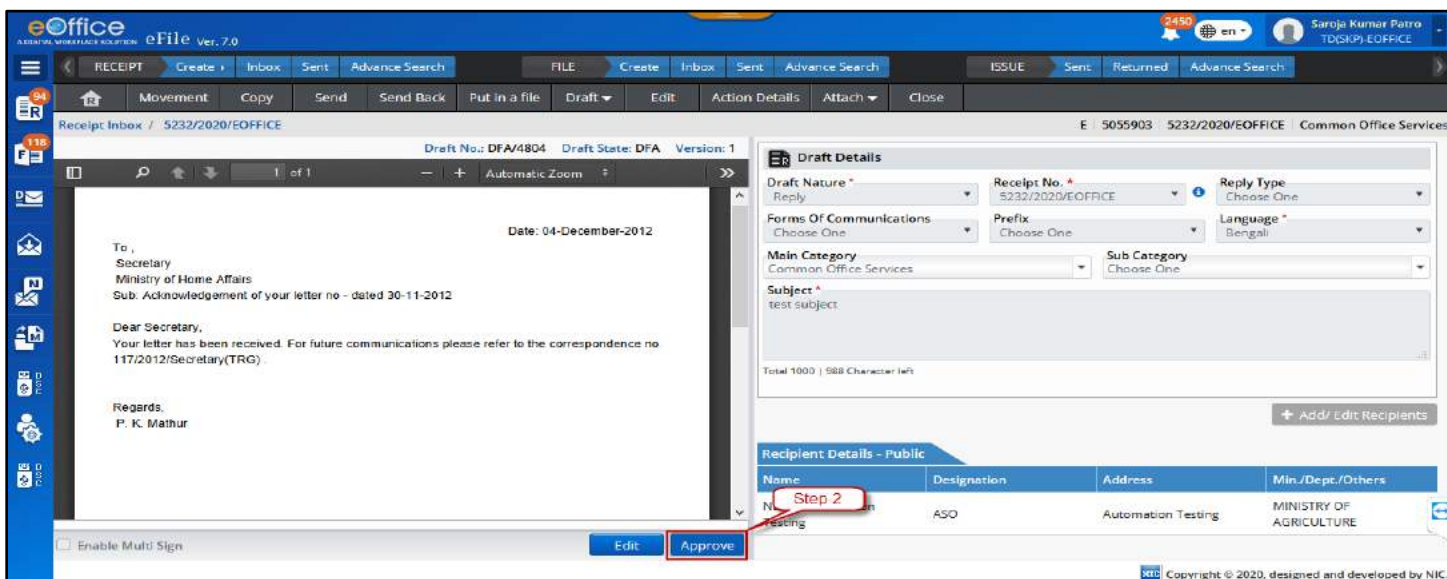 eOffice
A DIGITAL WORKPLACE SOLUTION
eFile Ver. 7.0
2450
en
Saroja Kumar Patro
TD(SKP)-EOFFICE
RECEIPT Create Inbox Sent Advance Search FILE Create Inbox Sent Advance Search ISSUE Sent Returned Advance Search
94
118
Movement Copy Send Send Back Put in a file Draft Edit Action Details Attach Close
Receipt Inbox / 5232/2020/EOFFICE
E 5055903 5232/2020/EOFFICE Common Office Services
Draft No.: DFA/4804 Draft State: DFA Version: 1
1 of 1 Automatic Zoom
Date: 04-December-2012
To ,
Secretary
Ministry of Home Affairs
Sub: Acknowledgement of your letter no - dated 30-11-2012
Dear Secretary,
Your letter has been received. For future communications please refer to the correspondence no
117/2012/Secretary(TRG) .
Regards,
P. K. Mathur
Enable Multi Sign Edit Approve
Step 2
Draft Details
Draft Nature * Receipt No. * Reply Type
Reply 5232/2020/EOFFICE Choose One
Forms Of Communications Prefix Language *
Choose One Choose One Bengali
Main Category Sub Category
Common Office Services Choose One
Subject *
test subject
Total 1000 | 988 Character left
+ Add/ Edit Recipients
Recipient Details - Public
Name Designation Address Min./Dept./Others
Testing ASO Automation Testing MINISTRY OF
AGRICULTURE
DSC
DSC
Copyright © 2020, designed and developed by NIC